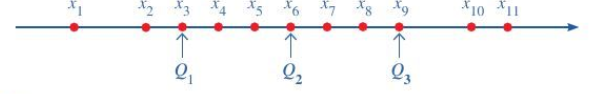 x₁ x₂ x₃ x₄ x₅ x₆ x₇ x₈ x₉ x₁₀ x₁₁
Q₁ Q₂ Q₃